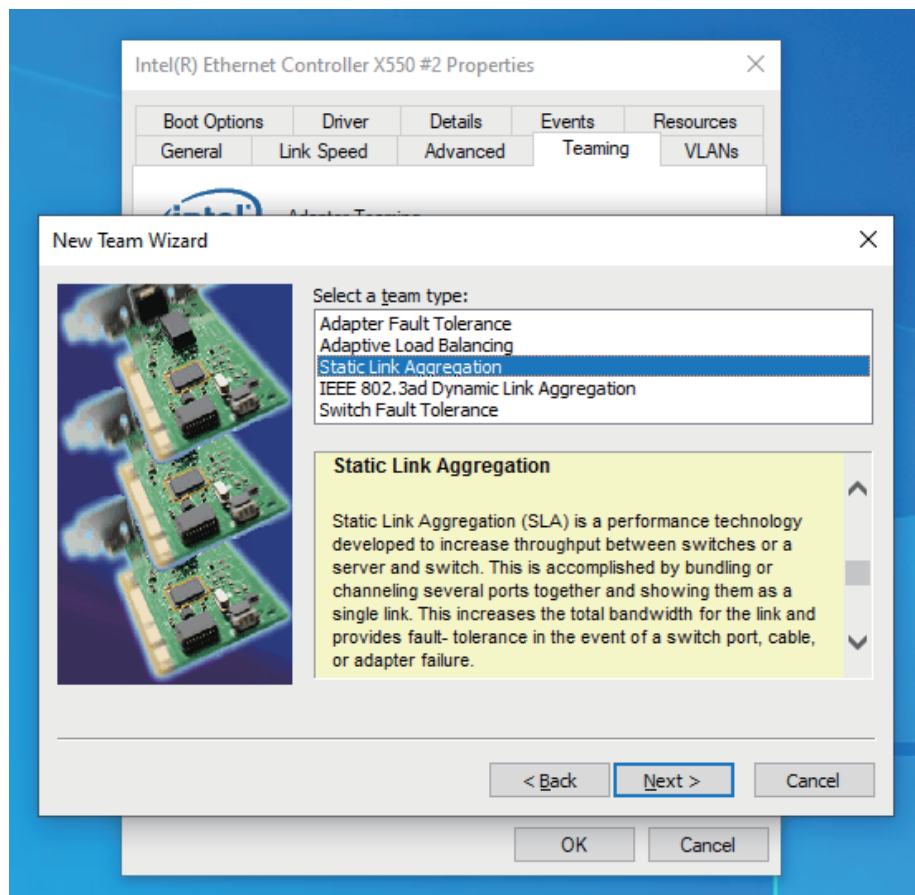 Intel(R) Ethernet Controller X550 #2 Properties
Boot Options Driver Details Events Resources
General Link Speed Advanced Teaming VLANs
New Team Wizard
Select a team type:
Adapter Fault Tolerance
Adaptive Load Balancing
Static Link Aggregation
IEEE 802.3ad Dynamic Link Aggregation
Switch Fault Tolerance
Static Link Aggregation
Static Link Aggregation (SLA) is a performance technology
developed to increase throughput between switches or a
server and switch. This is accomplished by bundling or
channeling several ports together and showing them as a
single link. This increases the total bandwidth for the link and
provides fault- tolerance in the event of a switch port, cable,
or adapter failure.
< Back Next > Cancel
OK Cancel